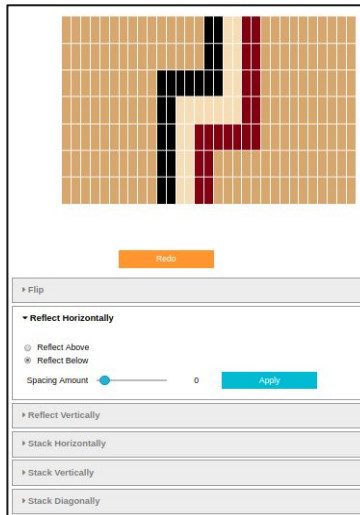 Redo
Flip
Reflect Horizontally
Reflect Above
Reflect Below
Spacing Amount 0 Apply
Reflect Vertically
Stack Horizontally
Stack Vertically
Stack Diagonally